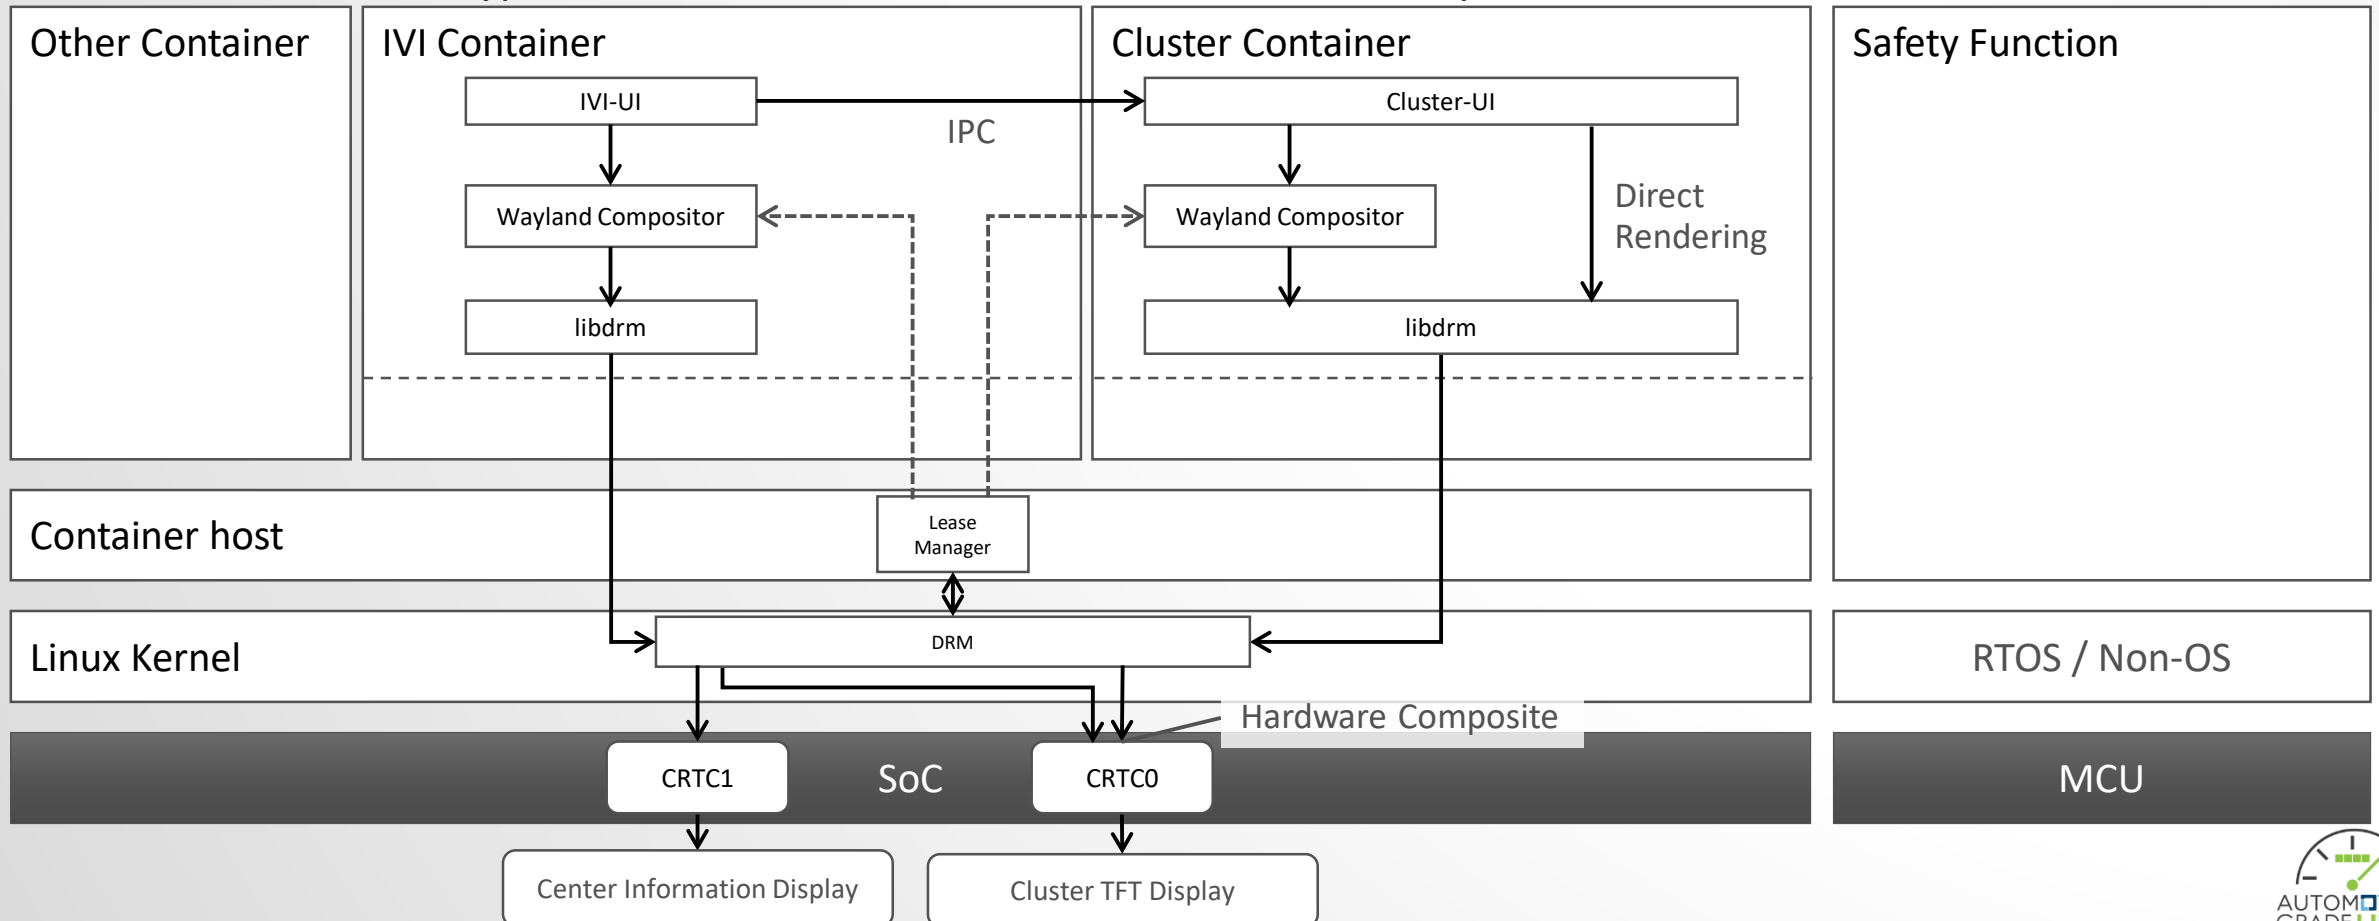 Other Container
IVI Container
Cluster Container
Safety Function
IVI-UI
Cluster-UI
IPC
Wayland Compositor
Wayland Compositor
Direct
Rendering
libdrm
libdrm
Container host
Lease
Manager
Linux Kernel
DRM
RTOS / Non-OS
Hardware Composite
CRTC1
SoC
CRTC0
MCU
Center Information Display
Cluster TFT Display